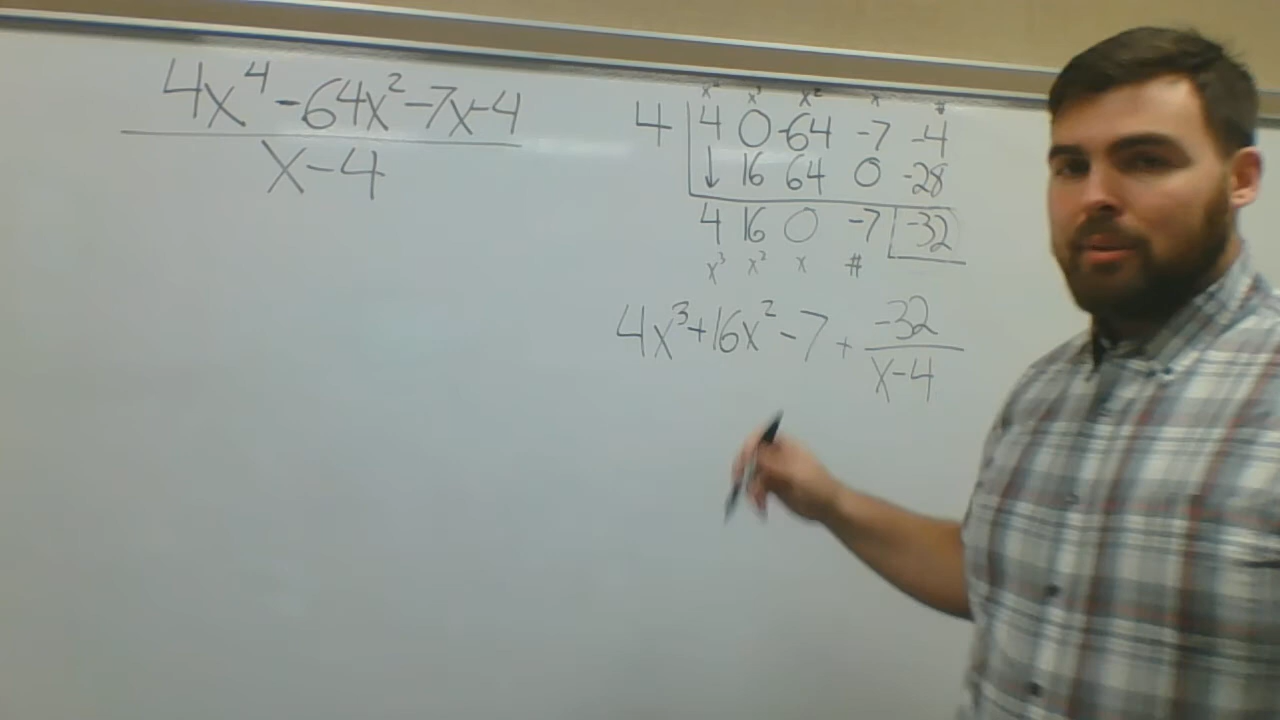 4x⁴-64x²-7x-4
x-4
x⁴ x³ x² x #
4 4 0 -64 -7 -4
↓ 16 64 0 -28
4 16 0 -7 -32
x³ x² x #
4x³+16x²-7 + -32
x-4